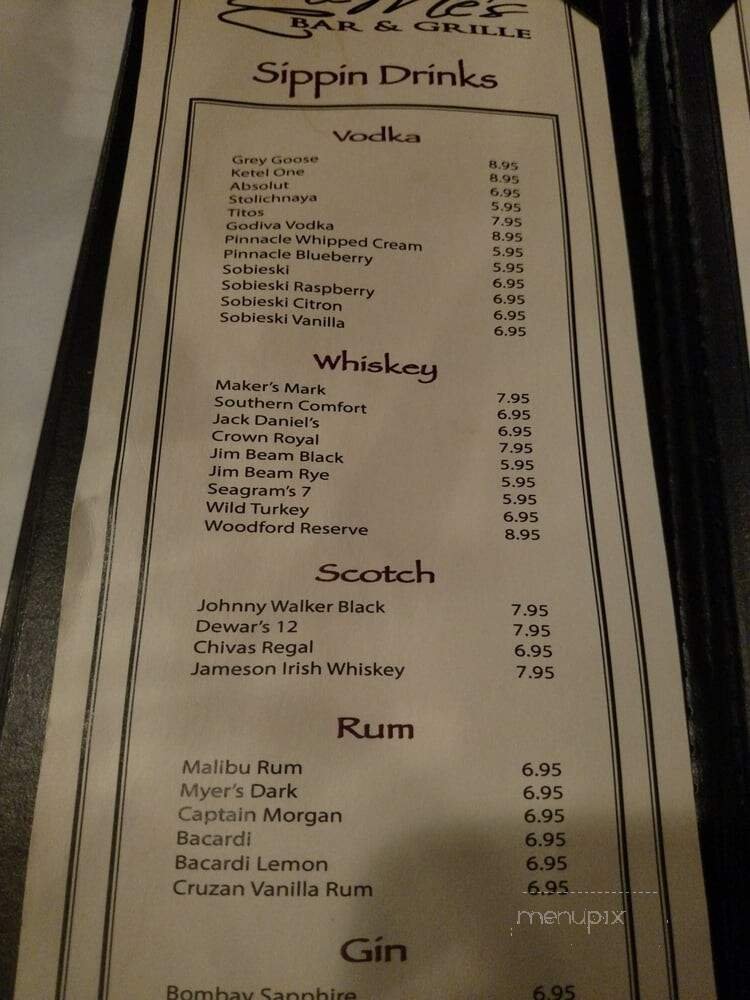 BAR & GRILLE
Sippin Drinks
Vodka
Grey Goose 8.95
Ketel One 8.95
Absolut 6.95
Stolichnaya 5.95
Titos 7.95
Godiva Vodka 8.95
Pinnacle Whipped Cream 5.95
Pinnacle Blueberry 5.95
Sobieski 6.95
Sobieski Raspberry 6.95
Sobieski Citron 6.95
Sobieski Vanilla 6.95
Whiskey
Maker's Mark 7.95
Southern Comfort 6.95
Jack Daniel's 6.95
Crown Royal 7.95
Jim Beam Black 5.95
Jim Beam Rye 5.95
Seagram's 7 5.95
Wild Turkey 6.95
Woodford Reserve 8.95
Scotch
Johnny Walker Black 7.95
Dewar's 12 7.95
Chivas Regal 6.95
Jameson Irish Whiskey 7.95
Rum
Malibu Rum 6.95
Myer's Dark 6.95
Captain Morgan 6.95
Bacardi 6.95
Bacardi Lemon 6.95
Cruzan Vanilla Rum 6.95
menupix
Gin
Bombay Sapphire 6.95